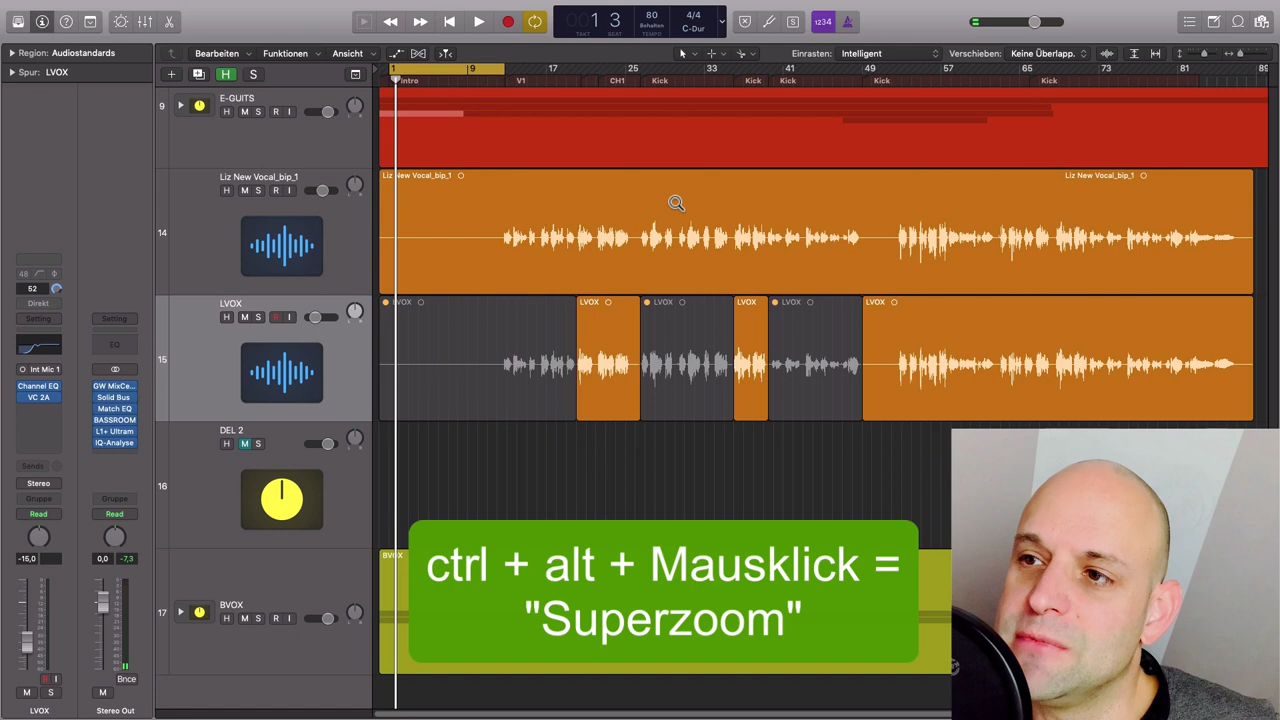 1 3
80
4/4
TAKT
BEAT
Behalten
TEMPO
C-Dur
1234
Region: Audiostandards
Spur: LVOX
Bearbeiten
Funktionen
Ansicht
Einrasten: Intelligent
Verschieben: Keine Überlapp.
H
S
1
9
17
25
33
41
49
57
65
73
81
89
Intro
V1
CH1
Kick
Kick
Kick
Kick
Kick
9
E-GUITS
H M S R I
14
Liz New Vocal_bip_1
H M S
Liz New Vocal_bip_1
Liz New Vocal_bip_1
15
LVOX
H M S R I
LVOX
LVOX
LVOX
LVOX
LVOX
LVOX
16
DEL 2
H M S
17
BVOX
H M S
BVOX
48
52
Direkt
Setting
Setting
EQ
Int Mic 1
Channel EQ
VC 2A
GW MixCe...
Solid Bus
Match EQ
BASSROOM
L1+ Ultram
IQ-Analyse
Sends
Stereo
Gruppe
Gruppe
Read
Read
-15,0
0,0
-7,3
R I
Bnce
M S
M
LVOX
Stereo Out
ctrl + alt + Mausklick =
"Superzoom"